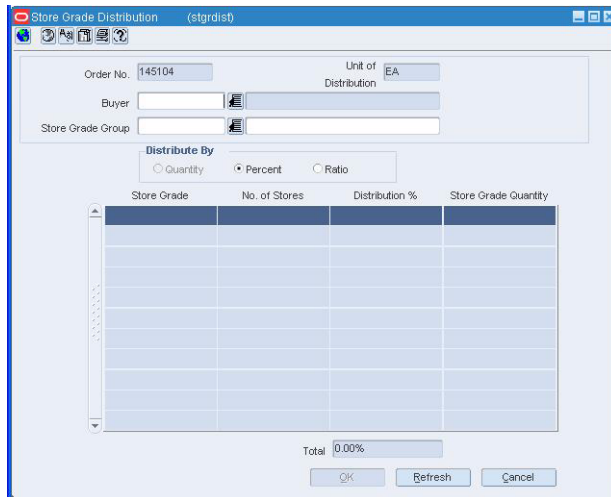 Store Grade Distribution (stgrdist)
Order No. 145104 Unit of Distribution EA
Buyer
Store Grade Group
Distribute By
Quantity Percent Ratio
Store Grade No. of Stores Distribution % Store Grade Quantity
Total 0.00%
OK Refresh Cancel